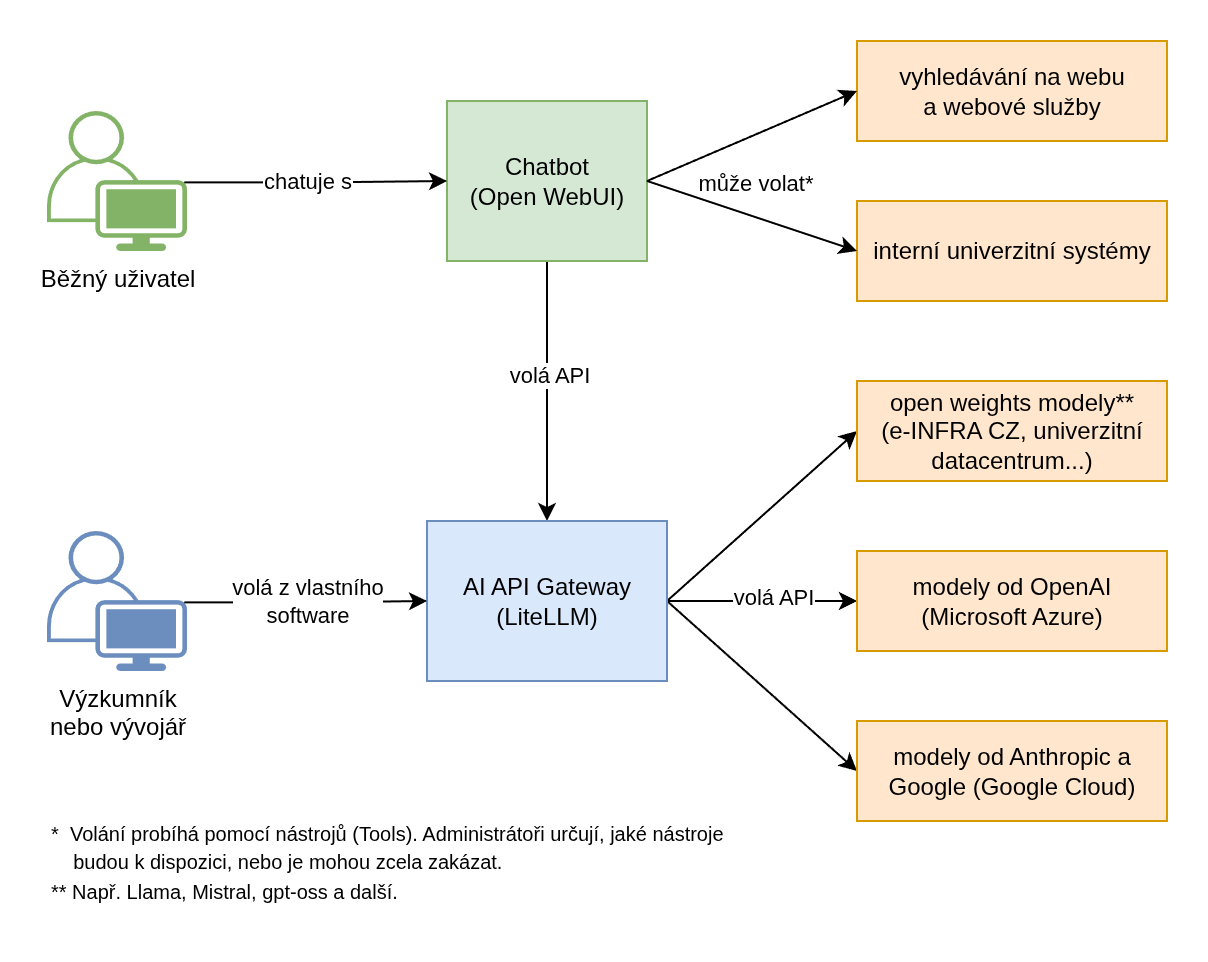 vyhledávání na webu
a webové služby
Chatbot
(Open WebUI)
chatuje s
může volat*
interní univerzitní systémy
Běžný uživatel
volá API
open weights modely**
(e-INFRA CZ, univerzitní
datacentrum...)
AI API Gateway
(LiteLLM)
volá z vlastního
software
volá API
modely od OpenAI
(Microsoft Azure)
Výzkumník
nebo vývojář
modely od Anthropic a
Google (Google Cloud)
* Volání probíhá pomocí nástrojů (Tools). Administrátoři určují, jaké nástroje
budou k dispozici, nebo je mohou zcela zakázat.
** Např. Llama, Mistral, gpt-oss a další.